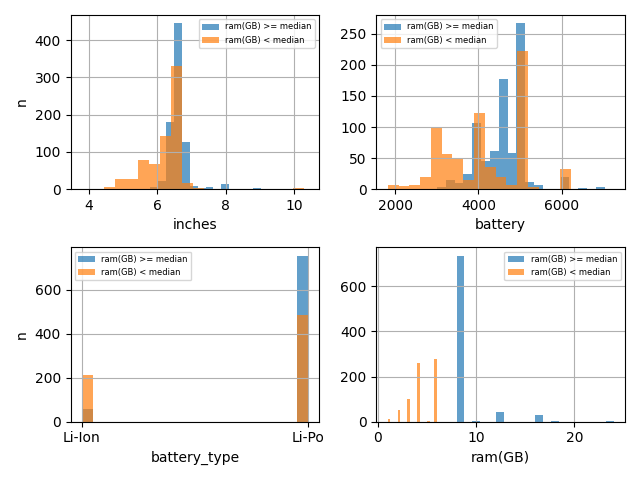 ram(GB) >= median
ram(GB) < median
400
300
200
100
0
n
4
6
8
10
inches
ram(GB) >= median
ram(GB) < median
250
200
150
100
50
0
2000
4000
6000
battery
ram(GB) >= median
ram(GB) < median
600
400
200
0
n
Li-Ion
Li-Po
battery_type
ram(GB) >= median
ram(GB) < median
600
400
200
0
0
10
20
ram(GB)